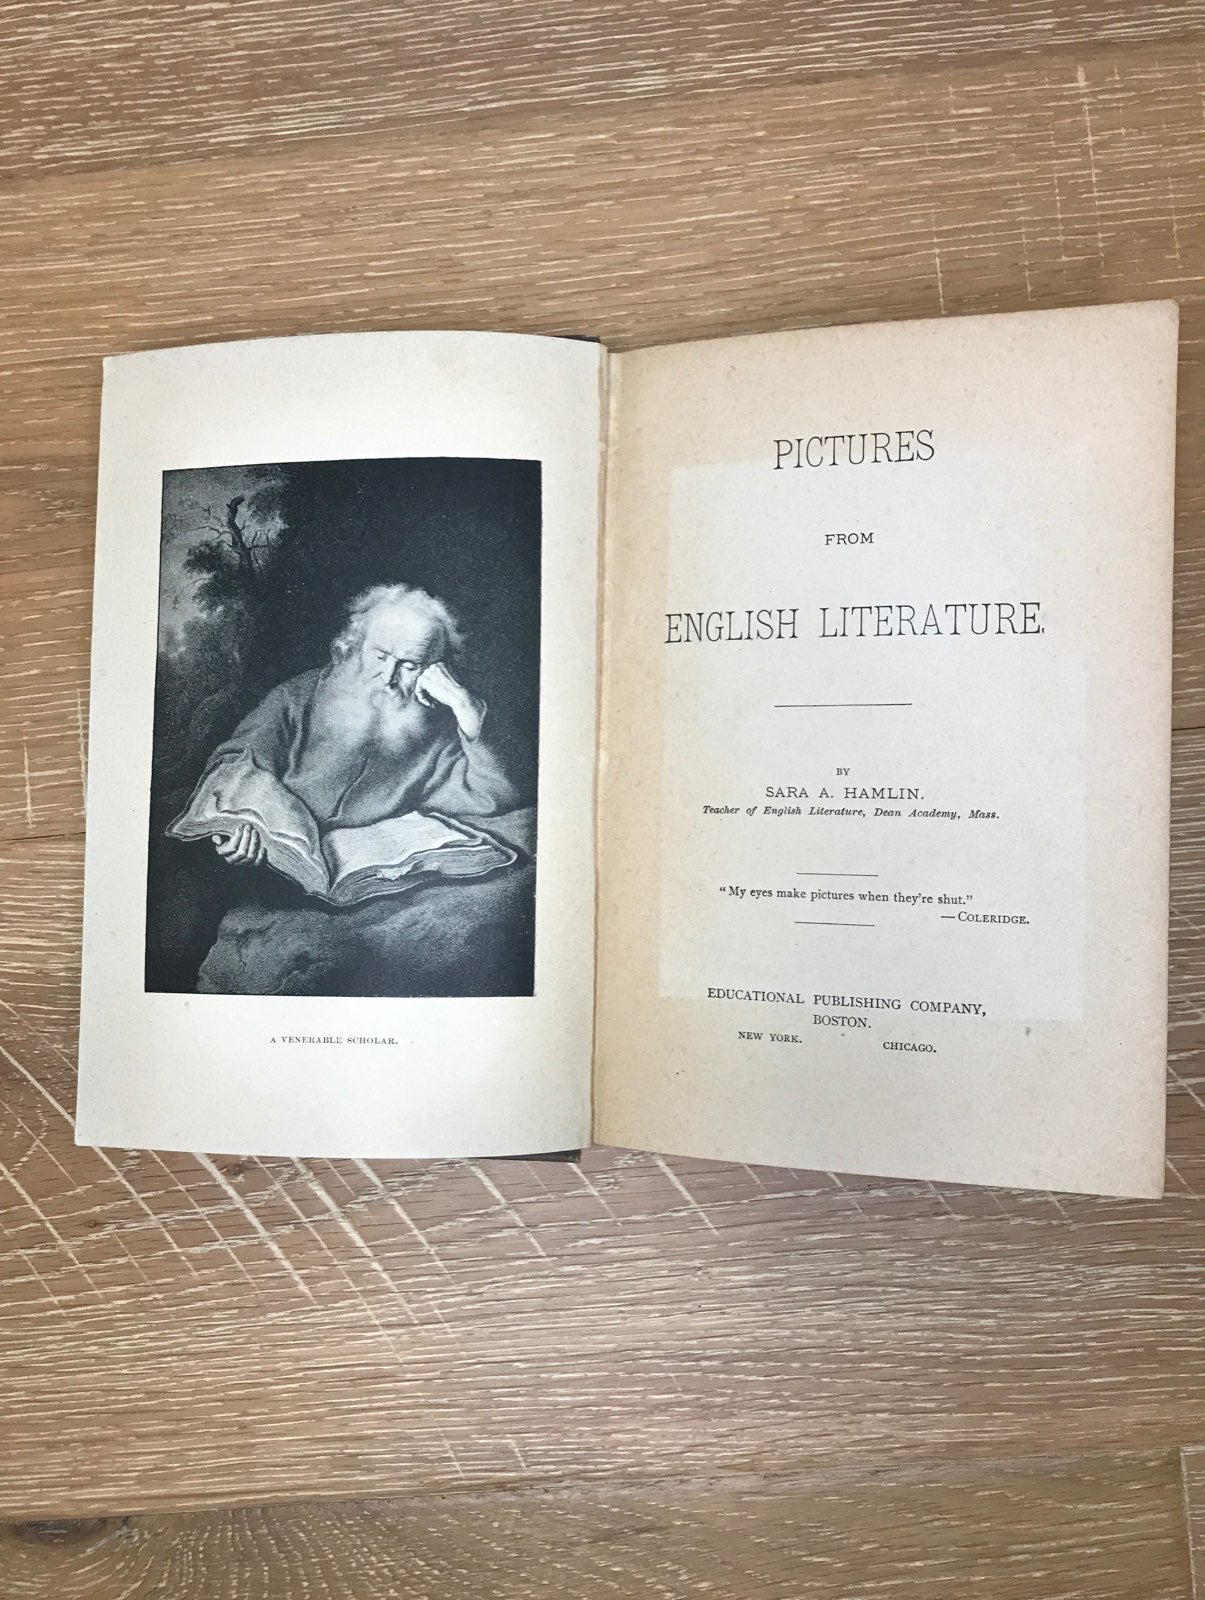 A VENERABLE SCHOLAR.
PICTURES
FROM
ENGLISH LITERATURE.
BY
SARA A. HAMLIN.
Teacher of English Literature, Dean Academy, Mass.
"My eyes make pictures when they're shut."
—COLERIDGE.
EDUCATIONAL PUBLISHING COMPANY,
BOSTON.
NEW YORK. CHICAGO.